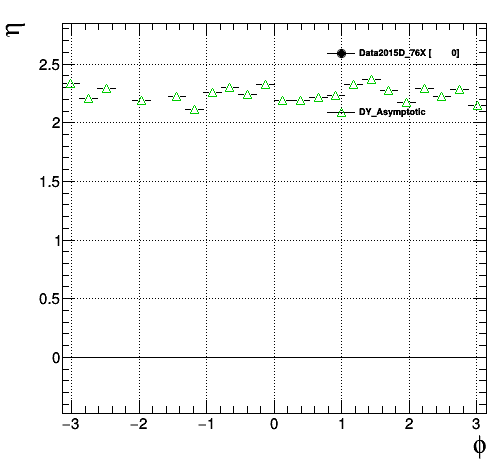 η
Data2015D_76X [ 0]
DY_Asymptotic
2.5
2
1.5
1
0.5
0
−3 −2 −1 0 1 2 3
ϕ